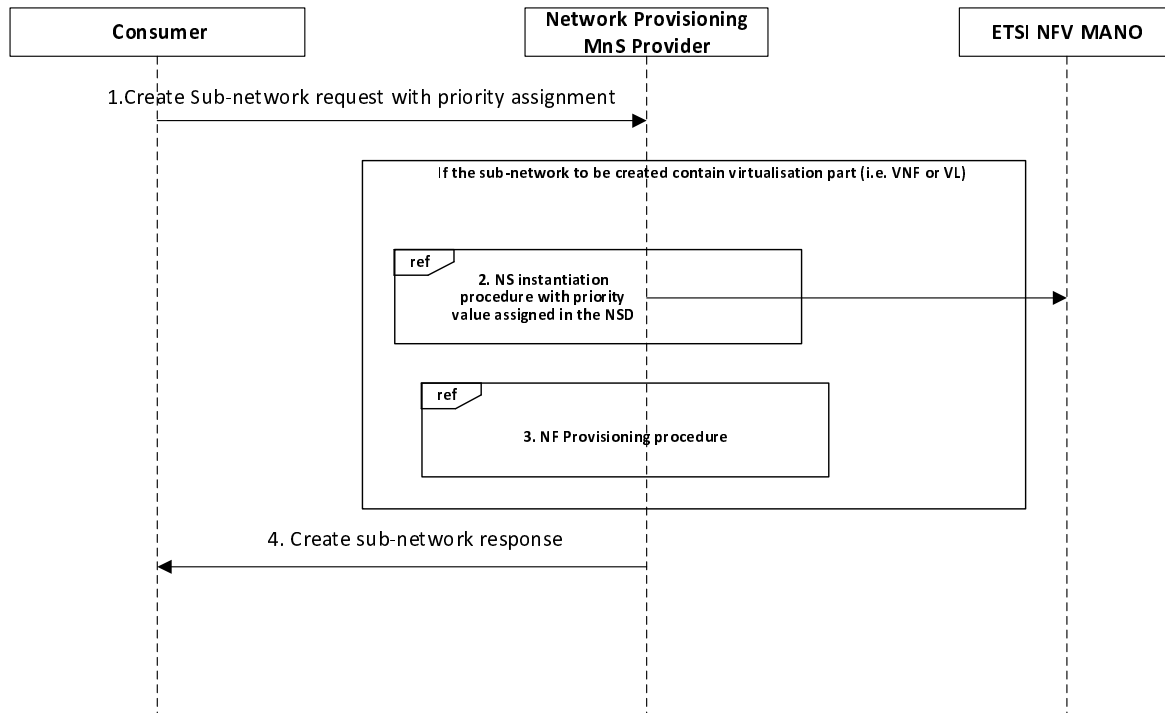 Consumer
Network Provisioning
MnS Provider
ETSI NFV MANO
1.Create Sub-network request with priority assignment
If the sub-network to be created contain virtualisation part (i.e. VNF or VL)
ref
2. NS instantiation
procedure with priority
value assigned in the NSD
ref
3. NF Provisioning procedure
4. Create sub-network response